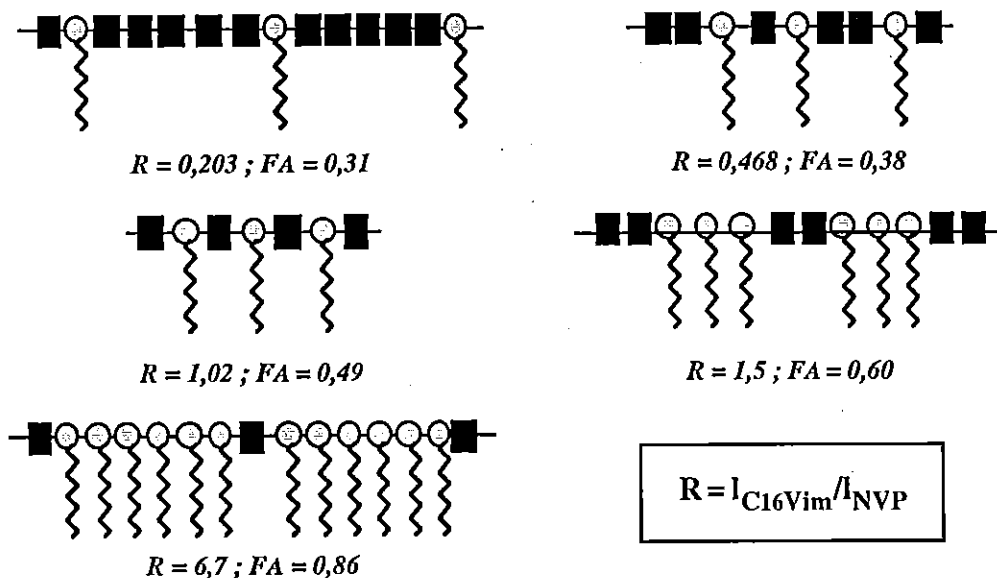 R = 0,203 ; FA = 0,31
R = 0,468 ; FA = 0,38
R = 1,02 ; FA = 0,49
R = 1,5 ; FA = 0,60
R = 6,7 ; FA = 0,86
R = I_C16Vim/I_NVP